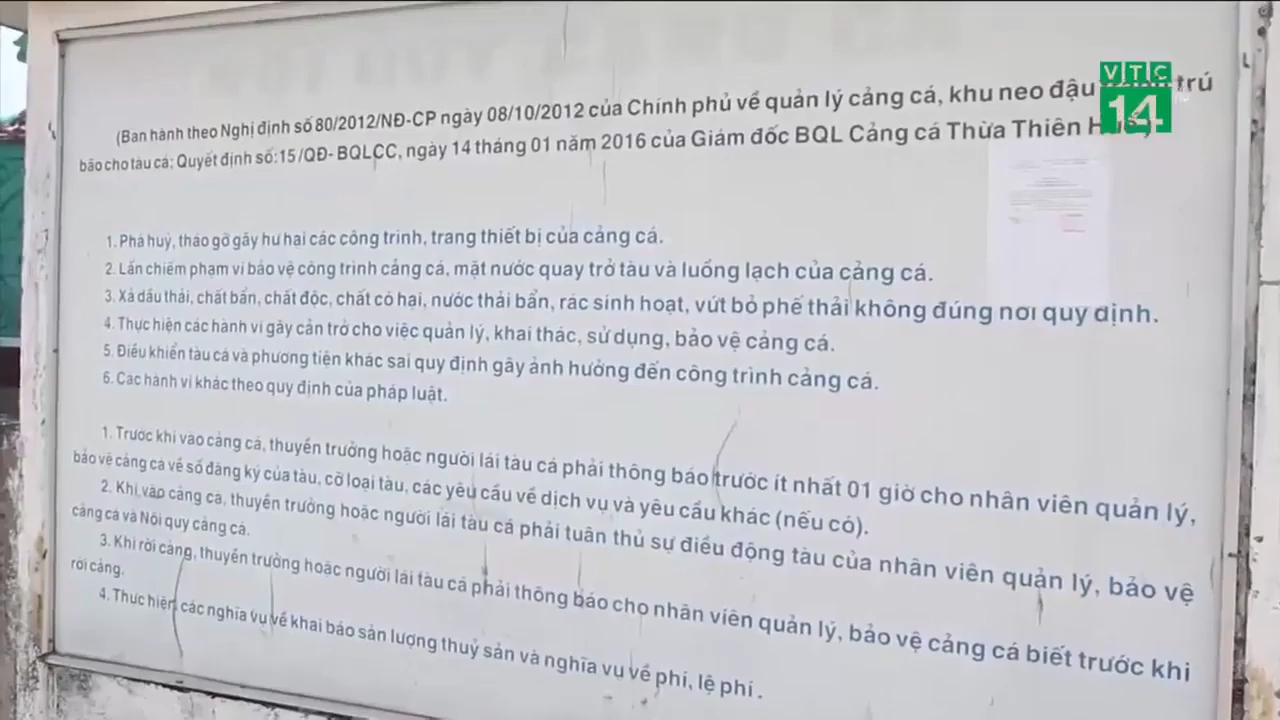 VTC
14
(Ban hành theo Nghị định số 80/2012/NĐ-CP ngày 08/10/2012 của Chính phủ về quản lý cảng cá, khu neo đậu trú
bão cho tàu cá; Quyết định số:15/QĐ- BQLCC, ngày 14 tháng 01 năm 2016 của Giám đốc BQL Cảng cá Thừa Thiên
1. Phá huỷ, tháo gỡ gây hư hại các công trình, trang thiết bị của cảng cá.
2. Lấn chiếm phạm vi bảo vệ công trình cảng cá, mặt nước quay trở tàu và luồng lạch của cảng cá.
3. Xả dầu thải, chất bẩn, chất độc, chất có hại, nước thải bẩn, rác sinh hoạt, vứt bỏ phế thải không đúng nơi quy định.
4. Thực hiện các hành vi gây cản trở cho việc quản lý, khai thác, sử dụng, bảo vệ cảng cá.
5. Điều khiển tàu cá và phương tiện khác sai quy định gây ảnh hưởng đến công trình cảng cá.
6. Các hành vi khác theo quy định của pháp luật.
1. Trước khi vào cảng cá, thuyền trưởng hoặc người lái tàu cá phải thông báo trước ít nhất 01 giờ cho nhân viên quản lý,
bảo vệ cảng cá về số đăng ký của tàu, cỡ loại tàu, các yêu cầu về dịch vụ và yêu cầu khác (nếu có).
2. Khi vào cảng cá, thuyền trưởng hoặc người lái tàu cá phải tuân thủ sự điều động tàu của nhân viên quản lý, bảo vệ
cảng cá và Nội quy cảng cá.
3. Khi rời cảng, thuyền trưởng hoặc người lái tàu cá phải thông báo cho nhân viên quản lý, bảo vệ cảng cá biết trước khi
rời cảng.
4. Thực hiện các nghĩa vụ về khai báo sản lượng thuỷ sản và nghĩa vụ về phí, lệ phí.